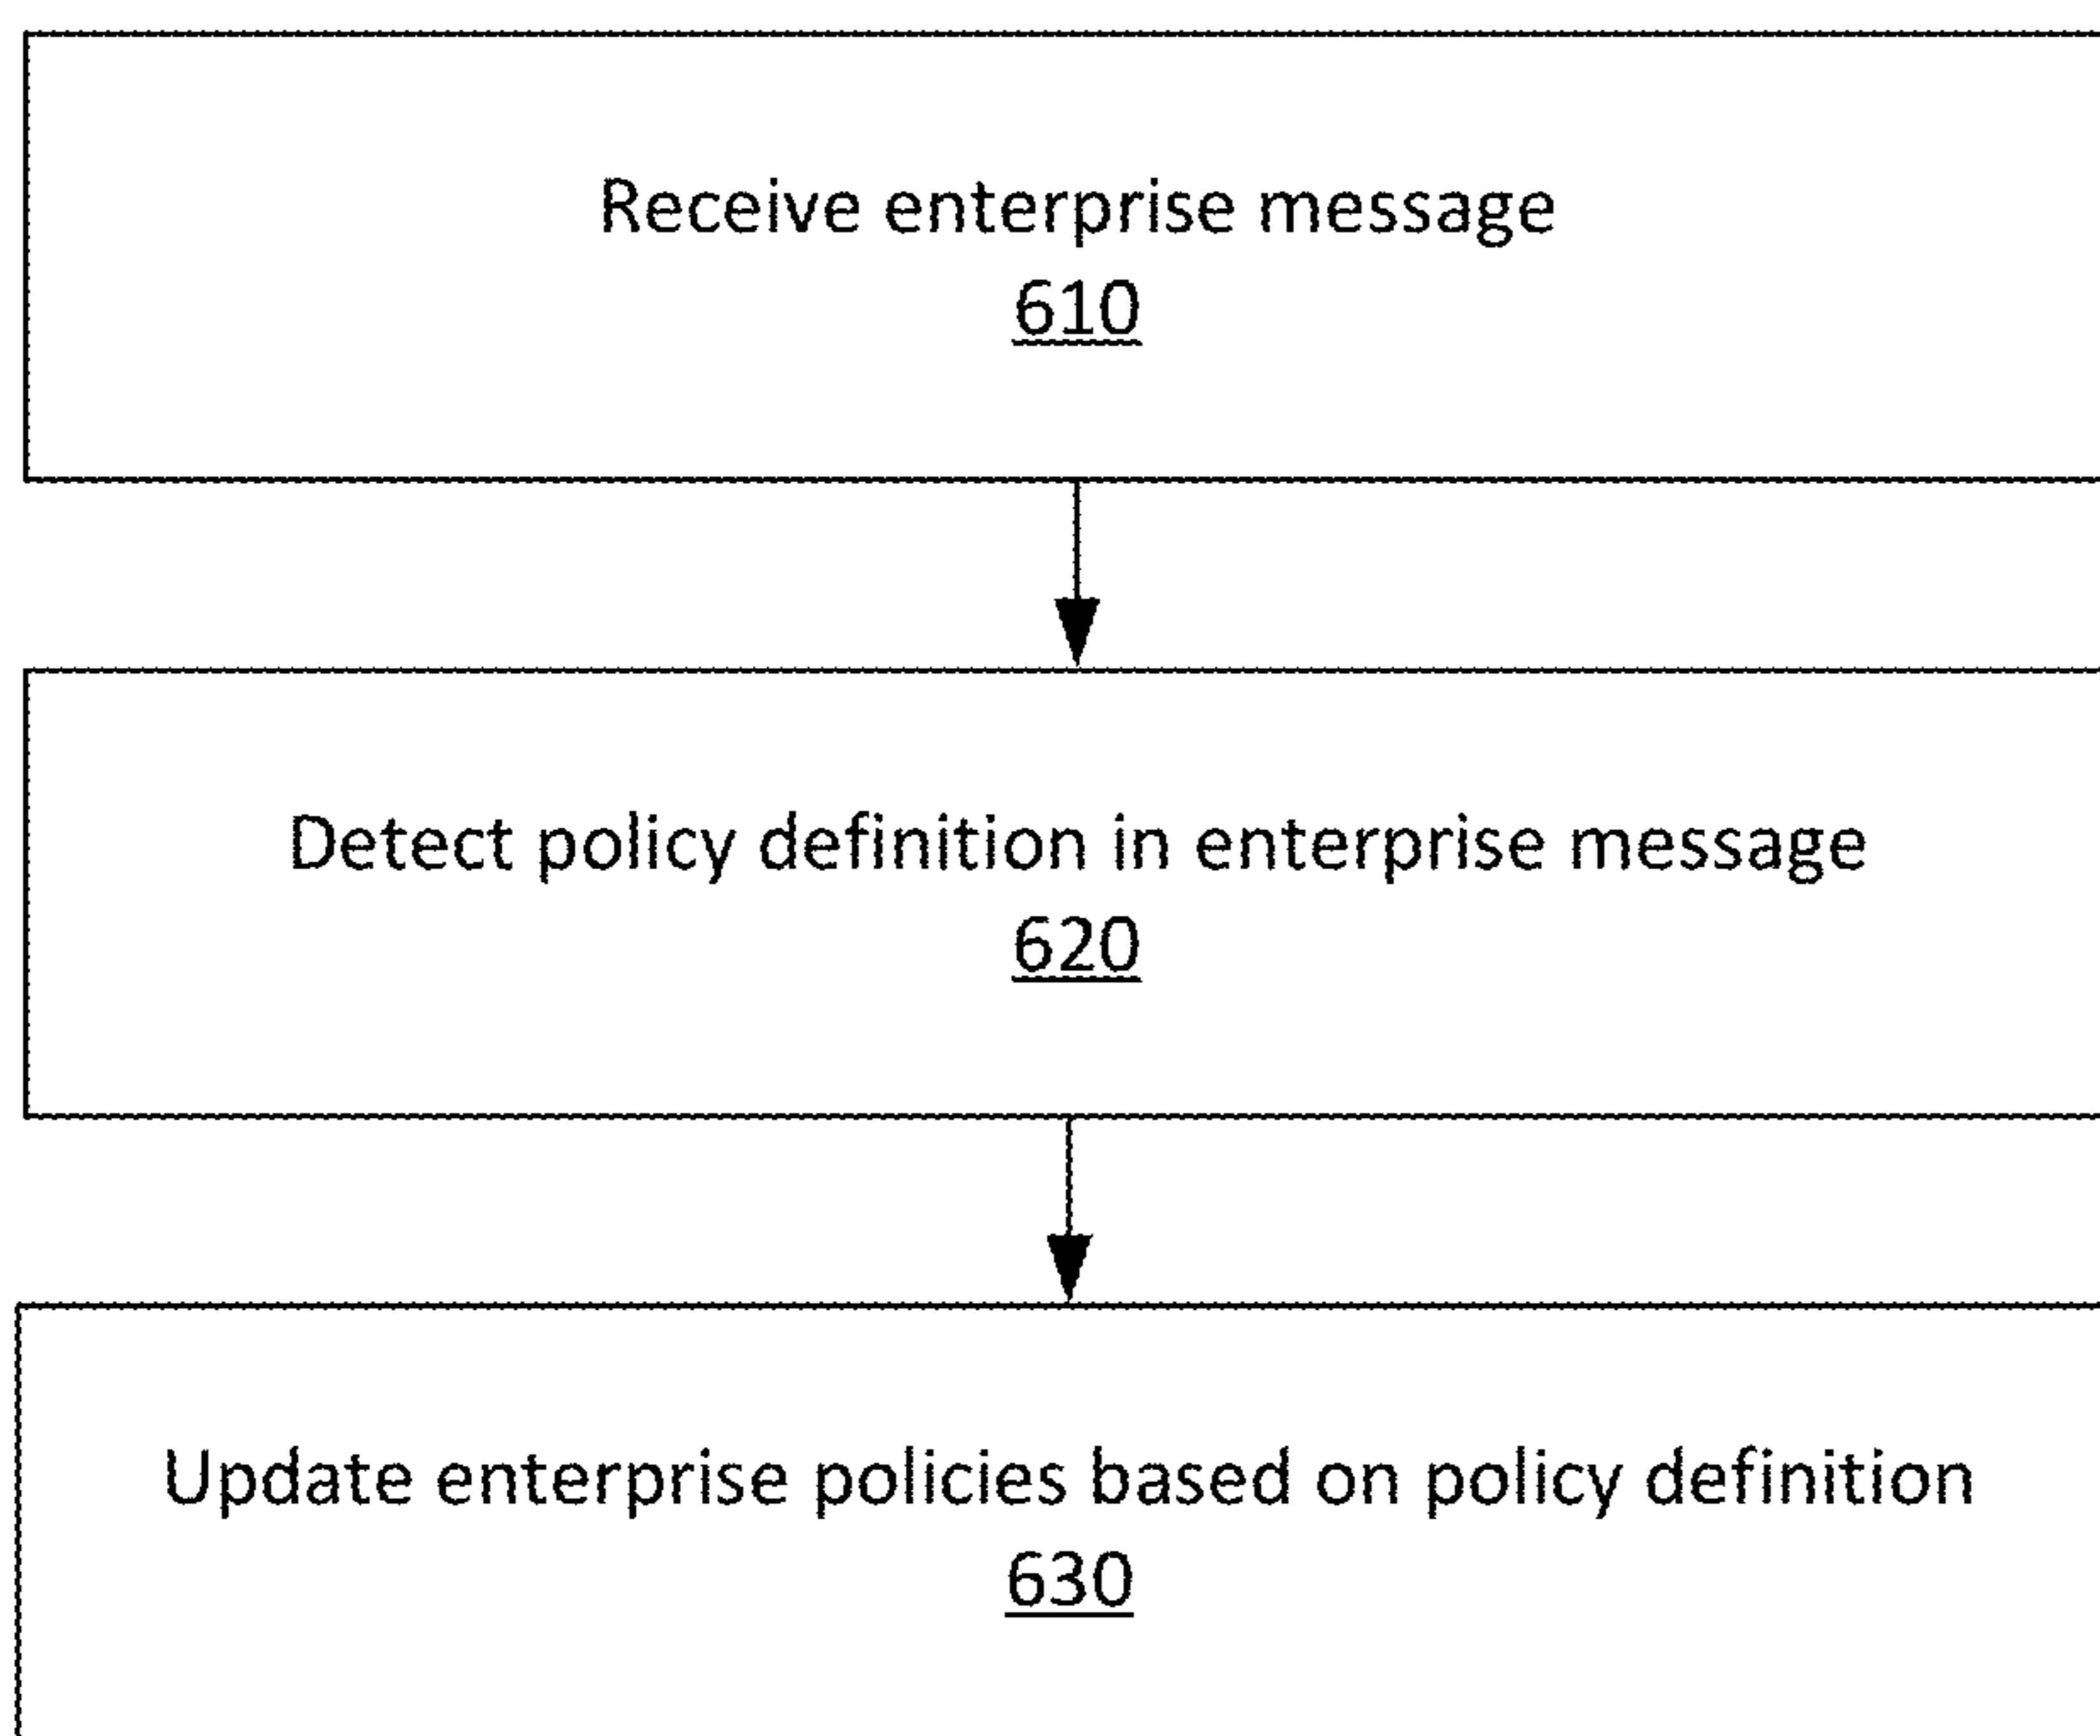 Receive enterprise message
610
Detect policy definition in enterprise message
620
Update enterprise policies based on policy definition
630